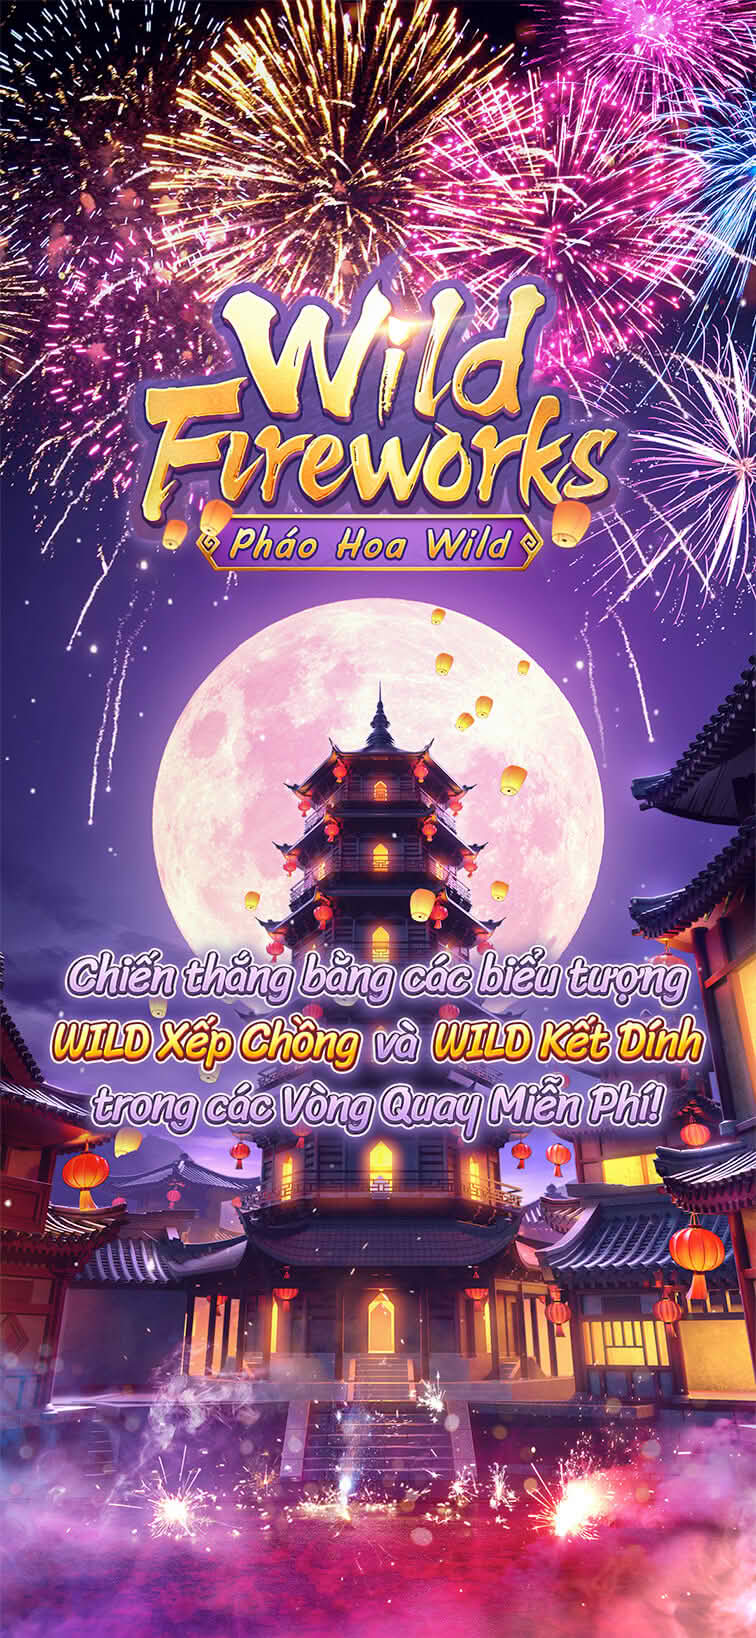 Wild
Fireworks
Pháo Hoa Wild
Chiến thắng bằng các biểu tượng
WILD Xếp Chồng và WILD Kết Dính
trong các Vòng Quay Miễn Phí!